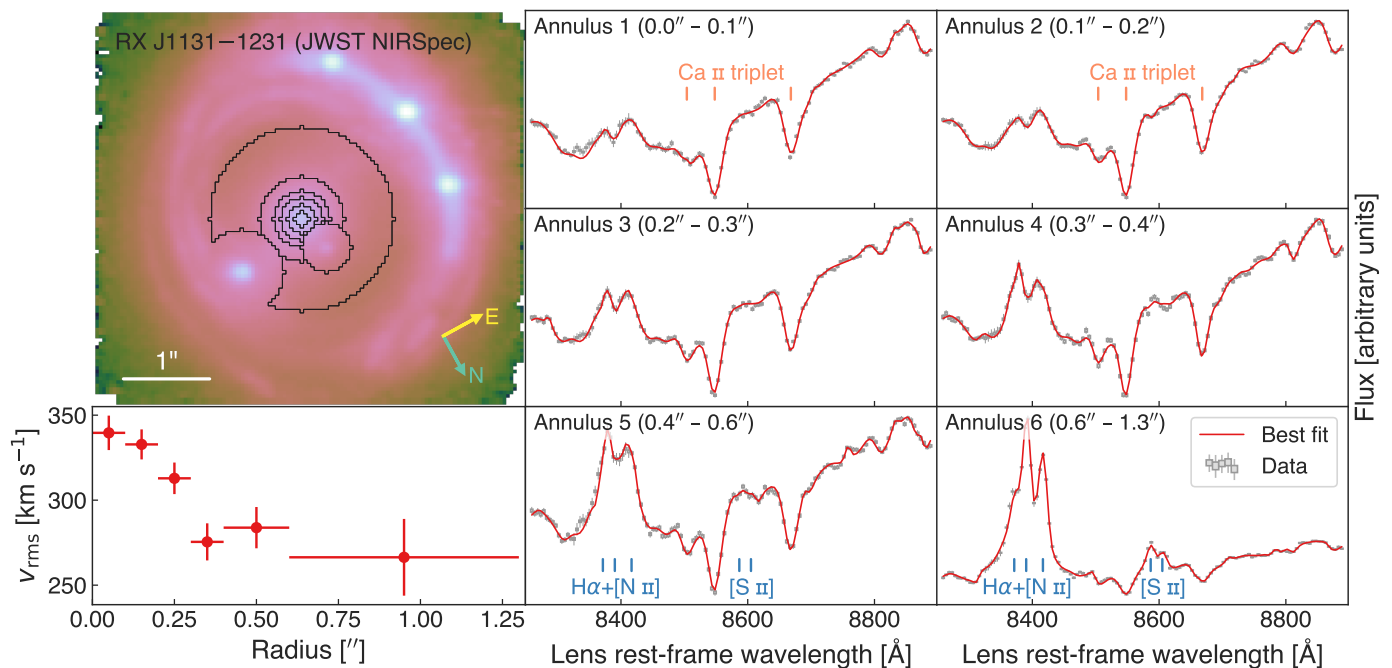 RX J1131−1231 (JWST NIRSpec)
E
N
1"
Annulus 1 (0.0″ – 0.1″)
Ca II triplet
Annulus 2 (0.1″ – 0.2″)
Ca II triplet
Annulus 3 (0.2″ – 0.3″)
Annulus 4 (0.3″ – 0.4″)
Flux [arbitrary units]
350
300
250
v_rms [km s⁻¹]
0.00 0.25 0.50 0.75 1.00 1.25
Radius ['']
Annulus 5 (0.4″ – 0.6″)
Hα+[N II]
[S II]
8400 8600 8800
Lens rest-frame wavelength [Å]
Annulus 6 (0.6″ – 1.3″)
Best fit
Data
Hα+[N II]
[S II]
8400 8600 8800
Lens rest-frame wavelength [Å]